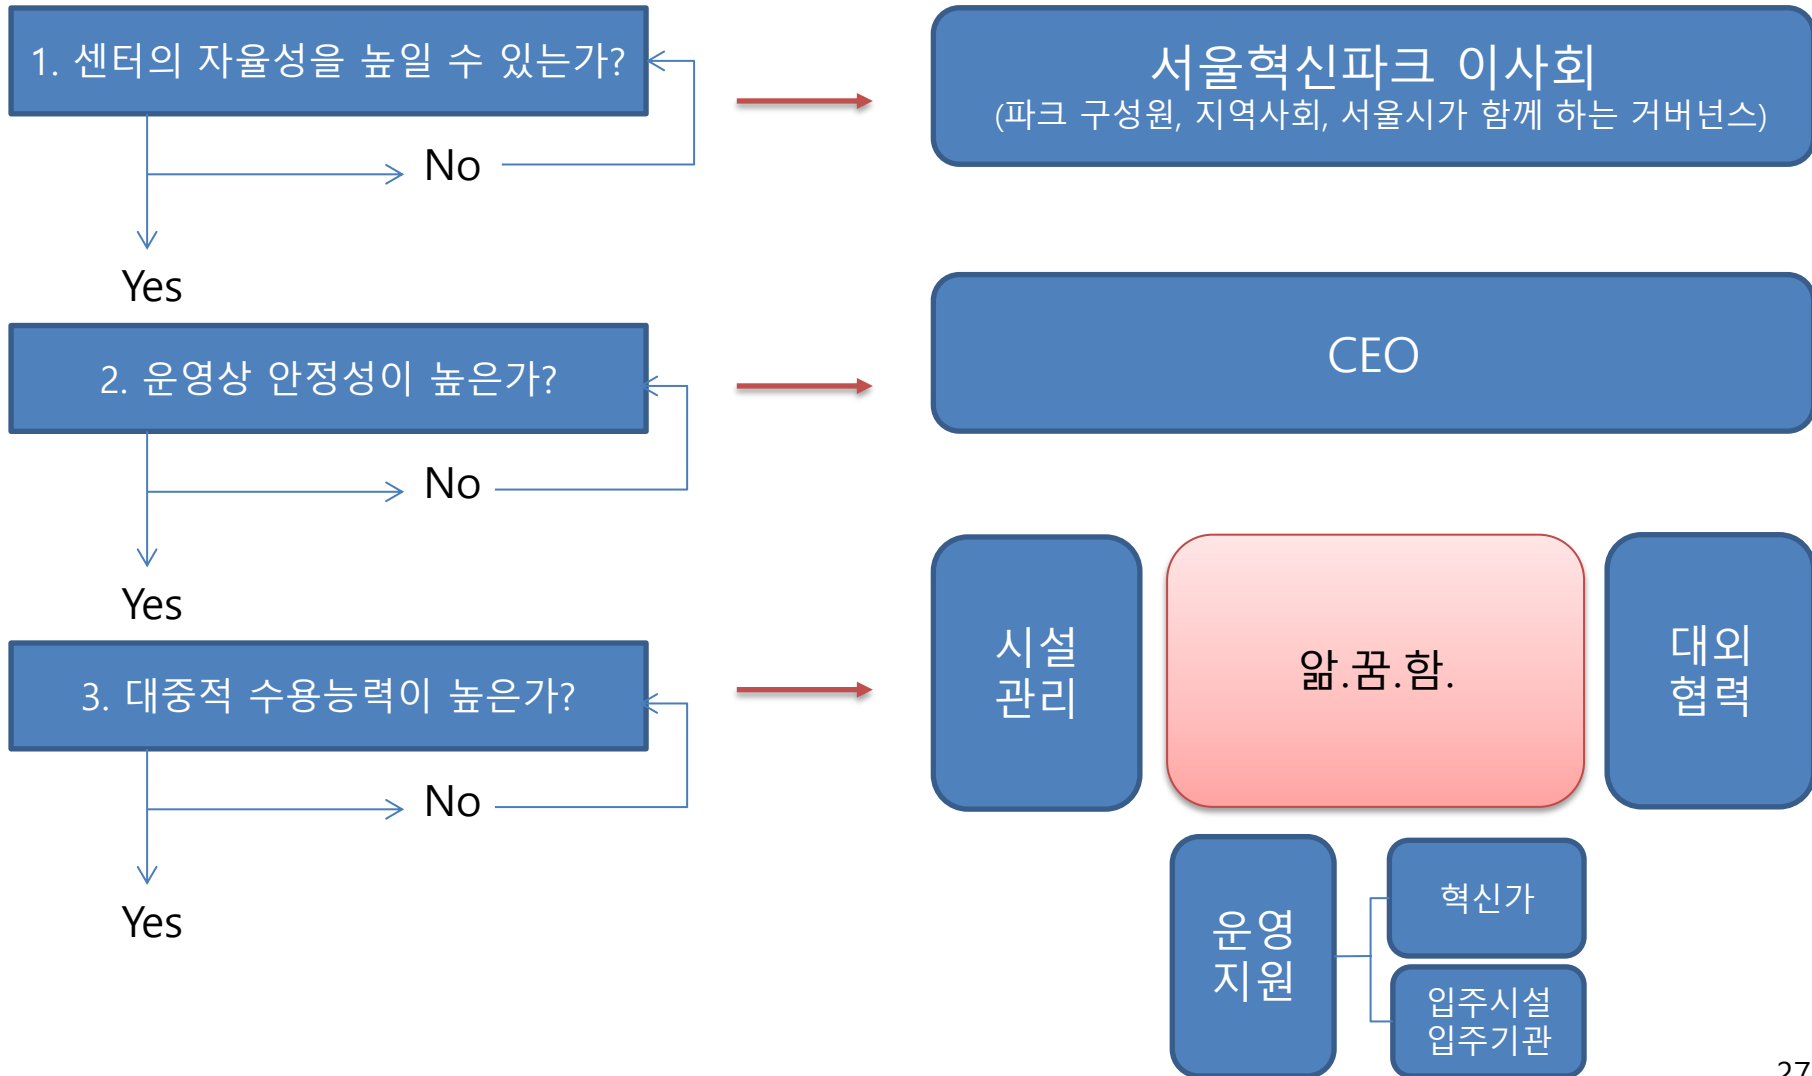 1. 센터의 자율성을 높일 수 있는가?
No
Yes
2. 운영상 안정성이 높은가?
No
Yes
3. 대중적 수용능력이 높은가?
No
Yes
서울혁신파크 이사회
(파크 구성원, 지역사회, 서울시가 함께 하는 거버넌스)
CEO
시설
관리
앎.꿈.함.
대외
협력
운영
지원
혁신가
입주시설
입주기관
27